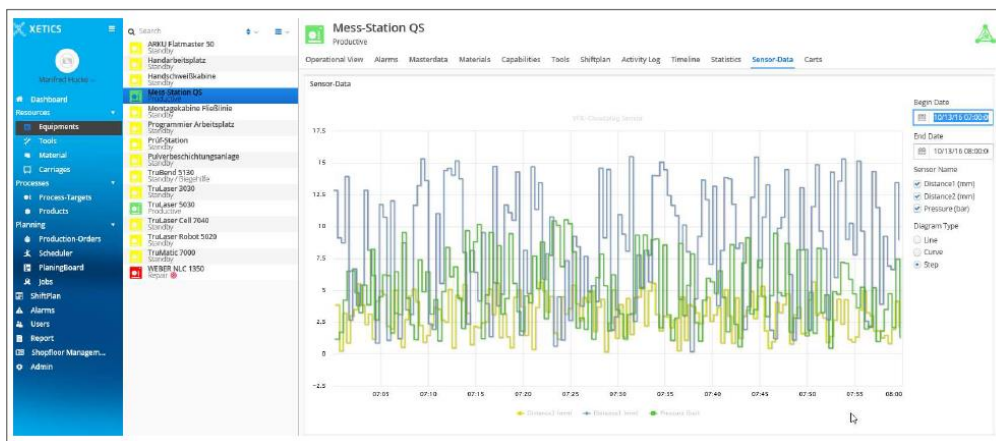 XETICS
Manfred Hucke
Dashboard
Resources
Equipments
Tools
Material
Carriages
Processes
Process-Targets
Products
Planning
Production-Orders
Scheduler
PlaningBoard
Jobs
ShiftPlan
Alarms
Users
Report
Shopfloor Managem...
Admin
Search
ARKU Flatmaster 50
Standby
Handarbeitsplatz
Standby
Handschweißkabine
Standby
Mess-Station QS
Productive
Montagekabine Fließlinie
Standby
Programmier Arbeitsplatz
Standby
Prüf-Station
Standby
Pulverbeschichtungsanlage
Standby
TruBend 5130
Standby / Biegehilfe
TruLaser 3030
Standby
TruLaser 5030
Productive
TruLaser Cell 7040
Standby
TruLaser Robot 5020
Standby
TruMatic 7000
Standby
WEBER NLC 1350
Repair
Mess-Station QS
Productive
Operational View Alarms Masterdata Materials Capabilities Tools Shiftplan Activity Log Timeline Statistics Sensor-Data Carts
Sensor-Data
17.5
15
12.5
10
7.5
5
2.5
0
-2.5
07:05 07:10 07:15 07:20 07:25 07:30 07:35 07:40 07:45 07:50 07:55 08:00
Begin Date
10/13/16 07:00:0
End Date
10/13/16 08:00:0
Sensor Name
Distance1 (mm)
Distance2 (mm)
Pressure (bar)
Diagram Type
Line
Curve
Step